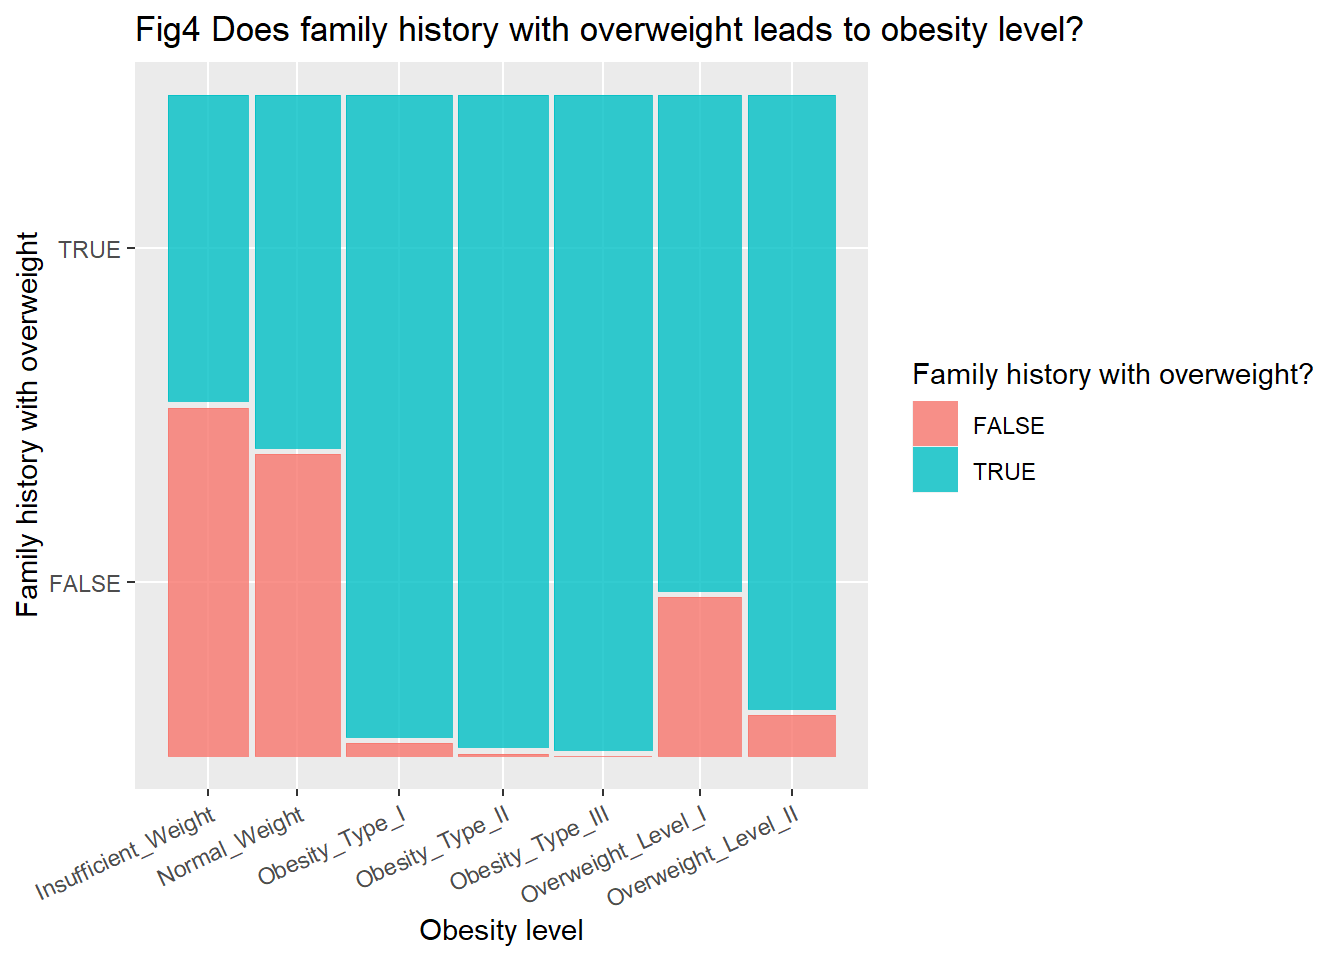 Fig4 Does family history with overweight leads to obesity level?
Family history with overweight
TRUE
FALSE
Insufficient_Weight
Normal_Weight
Obesity_Type_I
Obesity_Type_II
Obesity_Type_III
Overweight_Level_I
Overweight_Level_II
Obesity level
Family history with overweight?
FALSE
TRUE